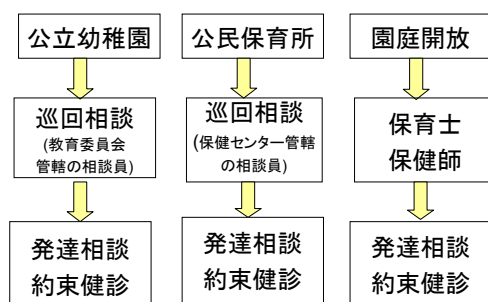 公立幼稚園
巡回相談
(教育委員会
管轄の相談員)
発達相談
約束健診
公民保育所
巡回相談
(保健センター管轄
の相談員)
発達相談
約束健診
園庭開放
保育士
保健師
発達相談
約束健診